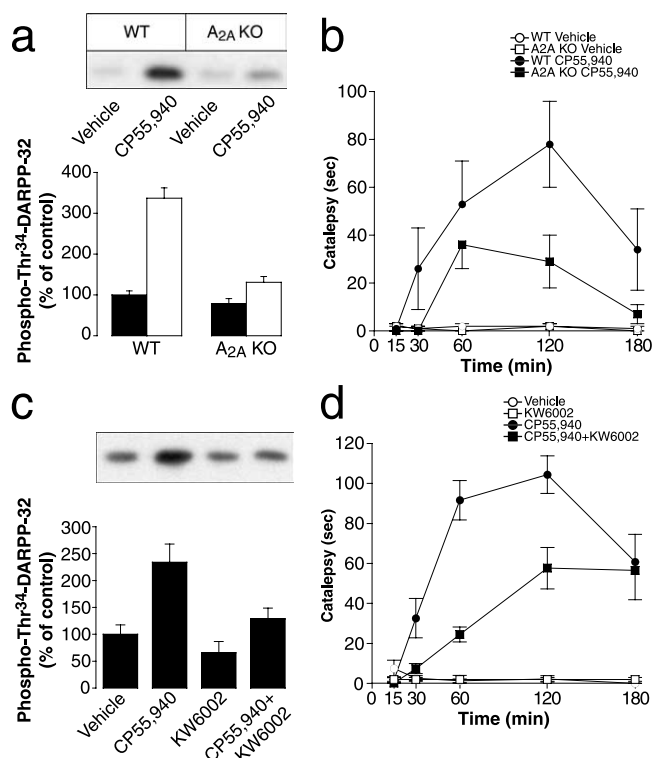 a
WT A2A KO
Vehicle CP55,940 Vehicle CP55,940
Phospho-Thr34-DARPP-32
(% of control)
400
300
200
100
0
WT A2A KO
b
WT Vehicle
A2A KO Vehicle
WT CP55,940
A2A KO CP55,940
Catalepsy (sec)
100
80
60
40
20
0
0 15 30 60 120 180
Time (min)
c
Phospho-Thr34-DARPP-32
(% of control)
250
200
150
100
50
0
Vehicle CP55,940 KW6002 CP55,940+
KW6002
d
Vehicle
KW6002
CP55,940
CP55,940+KW6002
Catalepsy (sec)
120
100
80
60
40
20
0
0 15 30 60 120 180
Time (min)